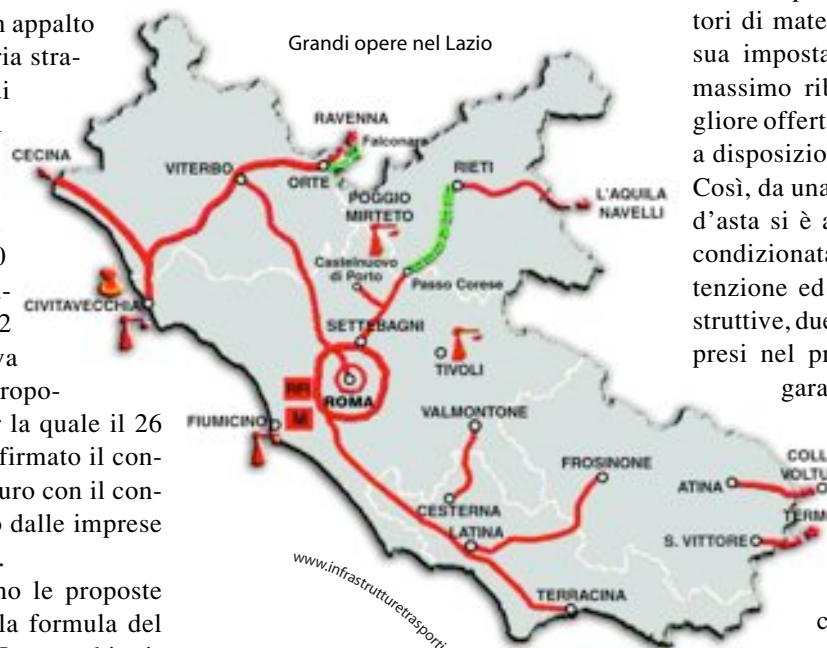 n appalto
ria stra-
Grandi opere nel Lazio
RAVENNA
Falconara
CECINA
VITERBO
ORTE
POGGIO
MIRTETO
RIETI
L'AQUILA
NAVELLI
Castelnuovo
di Porto
Passo Corese
CIVITAVECCHIA
SETTEBAGNI
TIVOLI
RFI
M
ROMA
FIUMICINO
VALMONTONE
FROSINONE
CESTERNA
LATINA
ATINA
COLL
VOLTU
TERM
S. VITTORE
TERRACINA
www.infrastrutturetrasporti
0
2
va
ropo-
r la quale il 26
firmato il con-
uro con il con-
o dalle imprese
no le proposte
la formula del
tori di mate
sua imposta
massimo rib
gliore offert
a disposizio
Così, da una
d'asta si è a
condizionata
tenzione ed
struttive, due
presi nel pr
gara
c